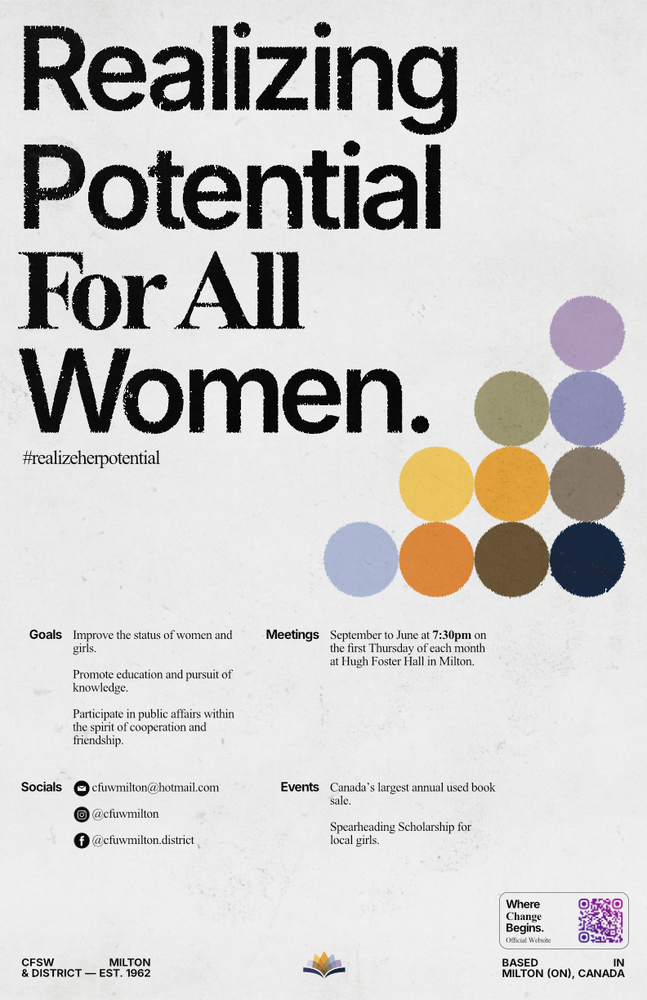 Realizing
Potential
For All
Women.
#realizeherpotential
Goals
Improve the status of women and
girls.
Promote education and pursuit of
knowledge.
Participate in public affairs within
the spirit of cooperation and
friendship.
Meetings
September to June at 7:30pm on
the first Thursday of each month
at Hugh Foster Hall in Milton.
Socials
cfuwmilton@hotmail.com
@cfuwmilton
@cfuwmilton.district
Events
Canada's largest annual used book
sale.
Spearheading Scholarship for
local girls.
Where
Change
Begins.
Official Website
CFSW MILTON
& DISTRICT — EST. 1962
BASED IN
MILTON (ON), CANADA